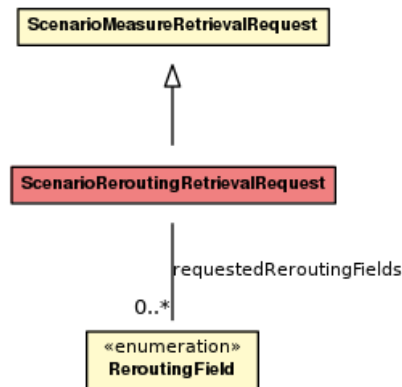 ScenarioMeasureRetrievalRequest
ScenarioReroutingRetrievalRequest
requestedReroutingFields
0..*
«enumeration»
ReroutingField